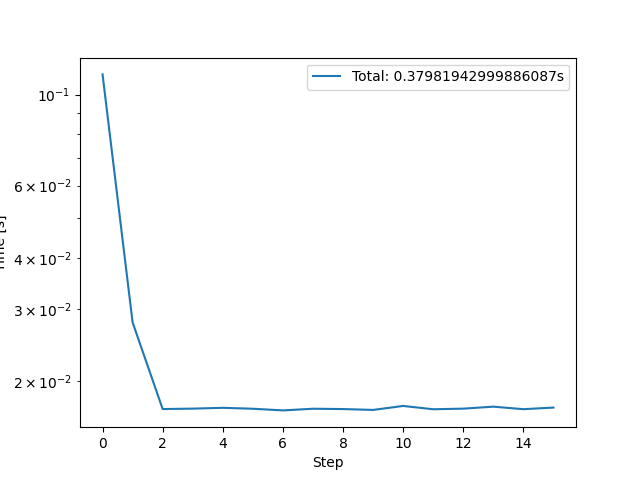 Total: 0.37981942999886087s
10⁻¹
6 × 10⁻²
4 × 10⁻²
3 × 10⁻²
2 × 10⁻²
0 2 4 6 8 10 12 14
Step